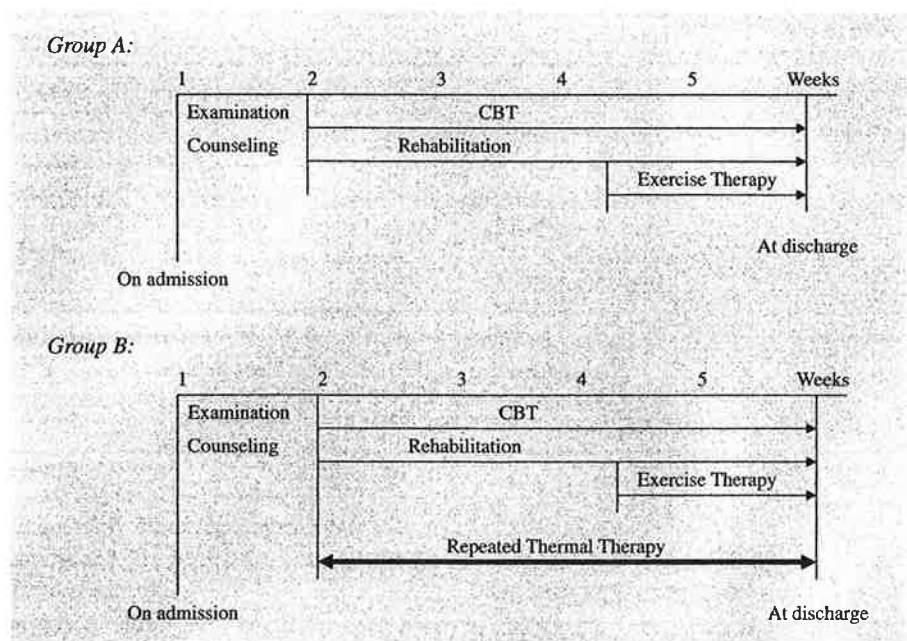 Group A:
1 2 3 4 5 Weeks
Examination CBT
Counseling Rehabilitation
Exercise Therapy
At discharge
On admission
Group B:
1 2 3 4 5 Weeks
Examination CBT
Counseling Rehabilitation
Exercise Therapy
Repeated Thermal Therapy
On admission At discharge